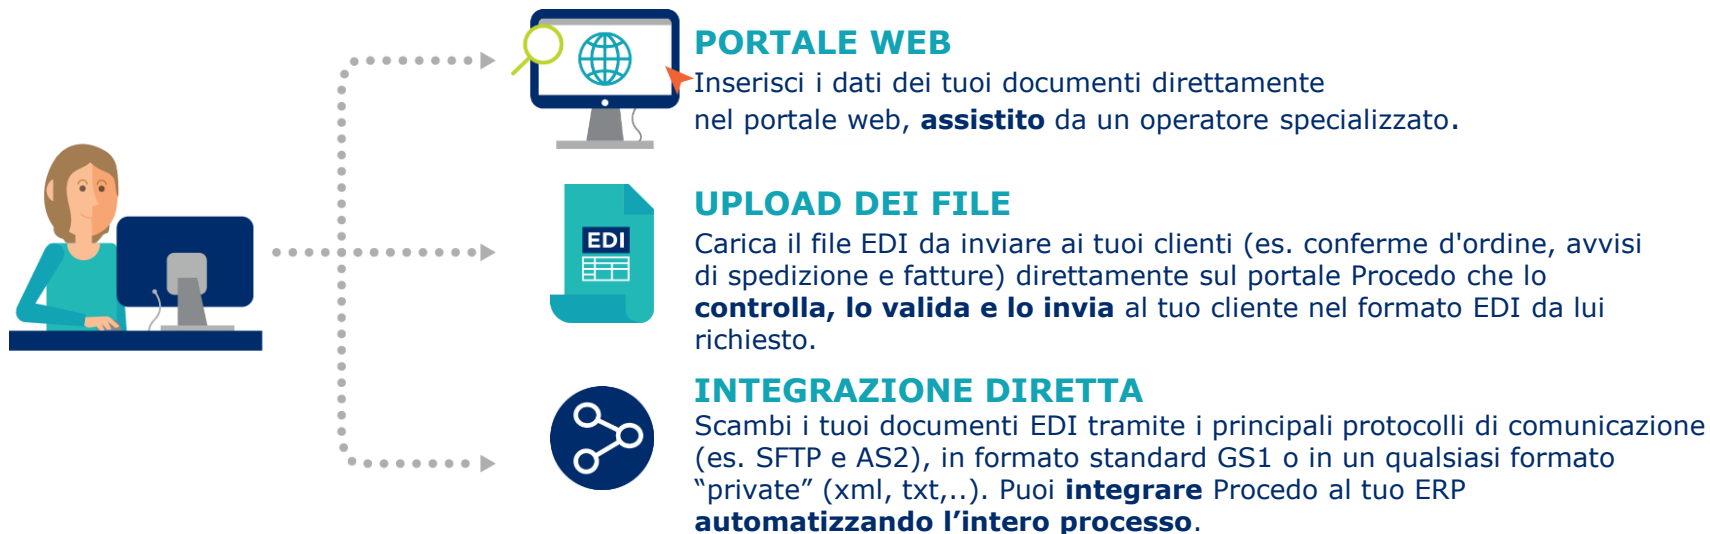 PORTALE WEB
Inserisci i dati dei tuoi documenti direttamente
nel portale web, assistito da un operatore specializzato.
UPLOAD DEI FILE
EDI
Carica il file EDI da inviare ai tuoi clienti (es. conferme d'ordine, avvisi
di spedizione e fatture) direttamente sul portale Procedo che lo
controlla, lo valida e lo invia al tuo cliente nel formato EDI da lui
richiesto.
INTEGRAZIONE DIRETTA
Scambi i tuoi documenti EDI tramite i principali protocolli di comunicazione
(es. SFTP e AS2), in formato standard GS1 o in un qualsiasi formato
“private” (xml, txt,..). Puoi integrare Procedo al tuo ERP
automatizzando l’intero processo.